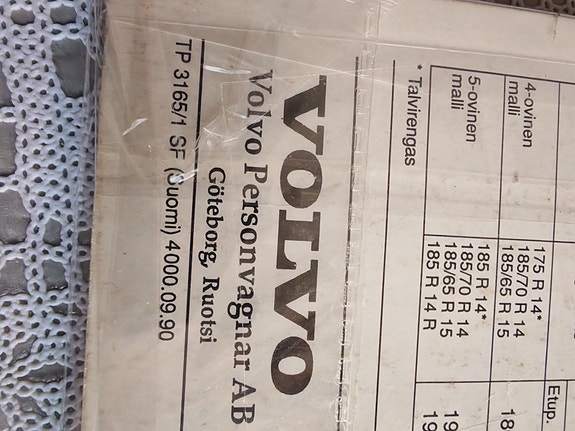 Etup.
4-ovinen
malli
175 R 14*
185/70 R 14
185/65 R 15
18
5-ovinen
malli
185 R 14*
185/70 R 14
185/65 R 15
185 R 14 R
19
19
* Talvirengas
VOLVO
Volvo Personvagnar AB
Göteborg, Ruotsi
TP 3165/1 SF (Suomi) 4000.09.90